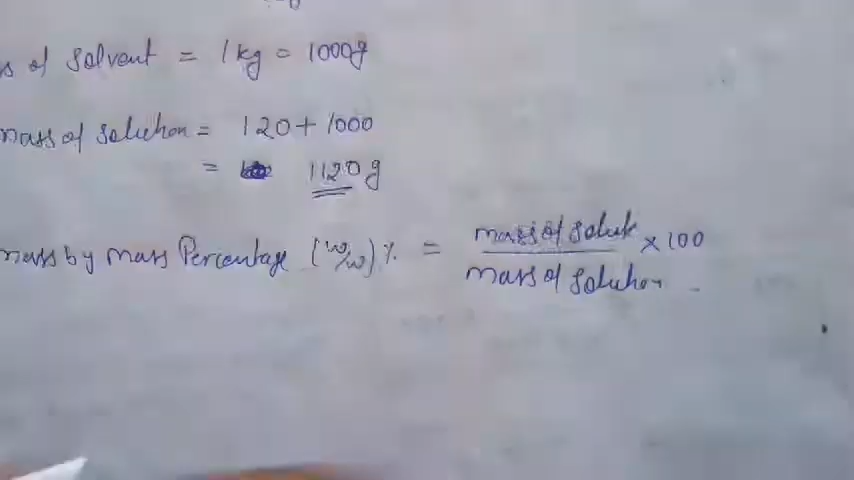 s of Solvent = 1 kg = 1000g
mass of solution = 120 + 1000
= 1120 g
mass by mass Percentage (w/w) % = mass of solute × 100
mass of solution